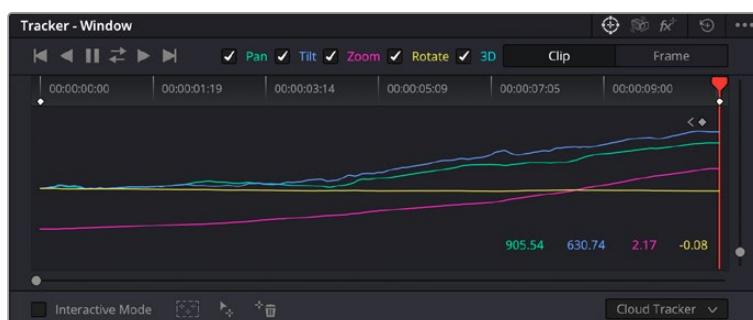 Tracker - Window
Pan Tilt Zoom Rotate 3D Clip Frame
00:00:00:00 00:00:01:19 00:00:03:14 00:00:05:09 00:00:07:05 00:00:09:00
905.54 630.74 2.17 -0.08
Interactive Mode Cloud Tracker